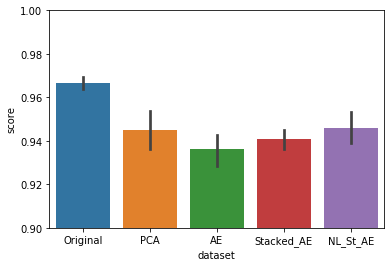 1.00
0.98
0.96
0.94
0.92
0.90
score
Original PCA AE Stacked_AE NL_St_AE
dataset